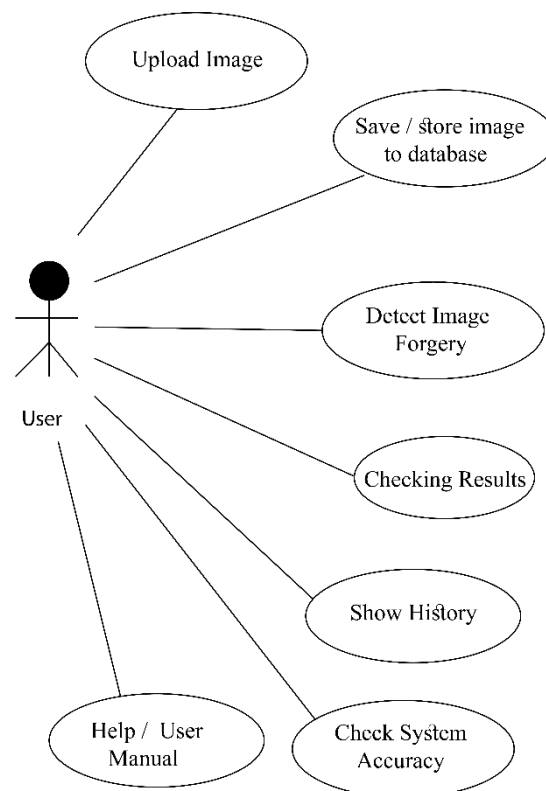 Upload Image
Save / store image
to database
Detect Image
Forgery
User
Checking Results
Show History
Help / User
Manual
Check System
Accuracy